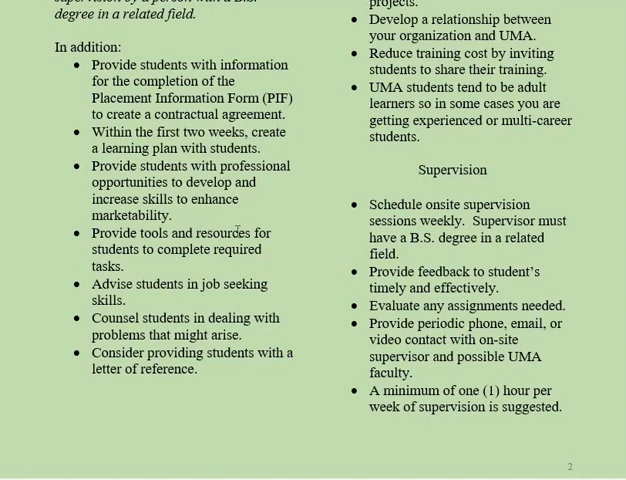 supervision by a person with a B.S.
degree in a related field.
In addition:
• Provide students with information
for the completion of the
Placement Information Form (PIF)
to create a contractual agreement.
• Within the first two weeks, create
a learning plan with students.
• Provide students with professional
opportunities to develop and
increase skills to enhance
marketability.
• Provide tools and resources for
students to complete required
tasks.
• Advise students in job seeking
skills.
• Counsel students in dealing with
problems that might arise.
• Consider providing students with a
letter of reference.
projects.
• Develop a relationship between
your organization and UMA.
• Reduce training cost by inviting
students to share their training.
• UMA students tend to be adult
learners so in some cases you are
getting experienced or multi-career
students.
Supervision
• Schedule onsite supervision
sessions weekly. Supervisor must
have a B.S. degree in a related
field.
• Provide feedback to student’s
timely and effectively.
• Evaluate any assignments needed.
• Provide periodic phone, email, or
video contact with on-site
supervisor and possible UMA
faculty.
• A minimum of one (1) hour per
week of supervision is suggested.
2